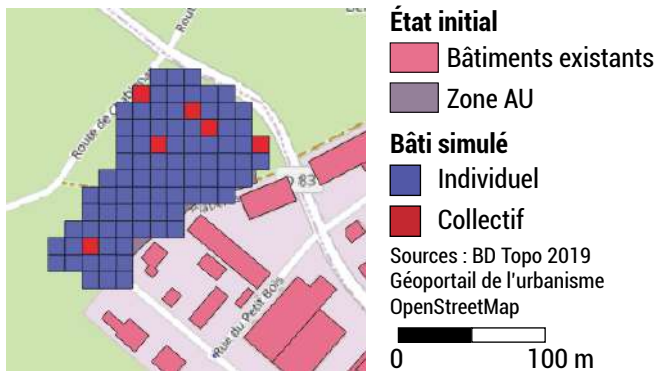 État initial
Bâtiments existants
Zone AU
Bâti simulé
Individuel
Collectif
Sources : BD Topo 2019
Géoportail de l'urbanisme
OpenStreetMap
0 100 m
Route de
D 83
Rue du Petit Bois